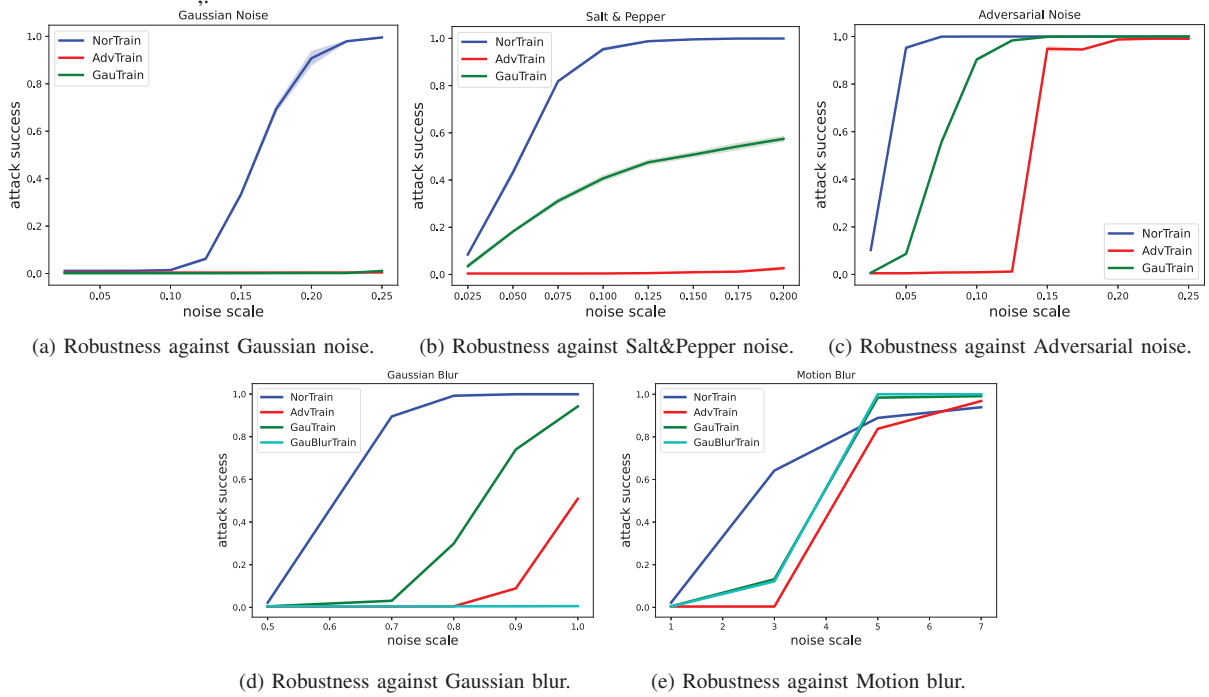 Gaussian Noise
1.0
0.8
0.6
0.4
0.2
0.0
attack success
NorTrain
AdvTrain
GauTrain
0.05
0.10
0.15
0.20
0.25
noise scale
(a) Robustness against Gaussian noise.
Salt & Pepper
1.0
0.8
0.6
0.4
0.2
0.0
attack success
NorTrain
AdvTrain
GauTrain
0.025
0.050
0.075
0.100
0.125
0.150
0.175
0.200
noise scale
(b) Robustness against Salt&Pepper noise.
Adversarial Noise
1.0
0.8
0.6
0.4
0.2
0.0
attack success
NorTrain
AdvTrain
GauTrain
0.05
0.10
0.15
0.20
0.25
noise scale
(c) Robustness against Adversarial noise.
Gaussian Blur
1.0
0.8
0.6
0.4
0.2
0.0
attack success
NorTrain
AdvTrain
GauTrain
GauBlurTrain
0.5
0.6
0.7
0.8
0.9
1.0
noise scale
(d) Robustness against Gaussian blur.
Motion Blur
1.0
0.8
0.6
0.4
0.2
0.0
attack success
NorTrain
AdvTrain
GauTrain
GauBlurTrain
1
2
3
4
5
6
7
noise scale
(e) Robustness against Motion blur.